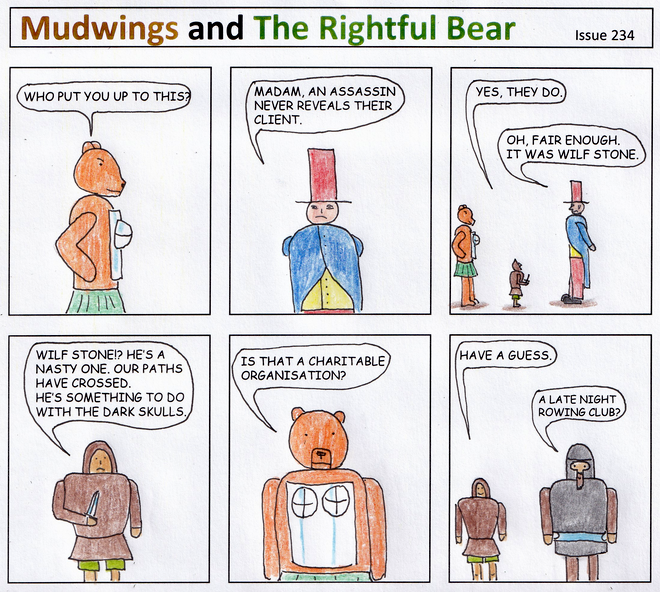 Mudwings and The Rightful Bear
Issue 234
WHO PUT YOU UP TO THIS?
MADAM, AN ASSASSIN
NEVER REVEALS THEIR
CLIENT.
YES, THEY DO.
OH, FAIR ENOUGH.
IT WAS WILF STONE.
WILF STONE!? HE'S A
NASTY ONE. OUR PATHS
HAVE CROSSED.
HE'S SOMETHING TO DO
WITH THE DARK SKULLS.
IS THAT A CHARITABLE
ORGANISATION?
HAVE A GUESS.
A LATE NIGHT
ROWING CLUB?